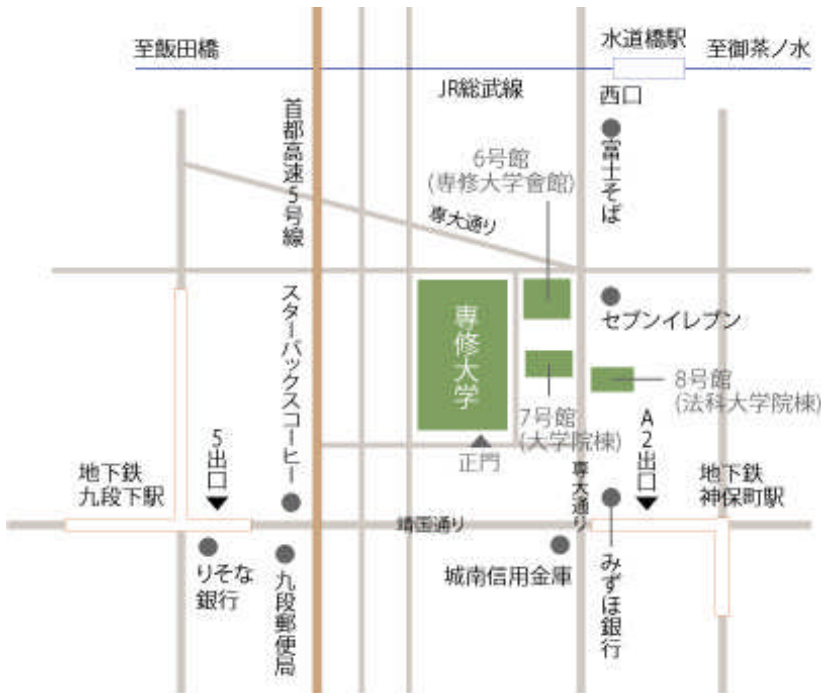 至飯田橋
水道橋駅
至御茶ノ水
JR総武線
西口
首都高速5号線
6号館
(専修大学會館)
富士そば
専大通り
スターバックスコーヒー
専修大学
セブンイレブン
7号館
(大学院棟)
8号館
(法科大学院棟)
A2出口
5出口
正門
地下鉄
九段下駅
専大通り
地下鉄
神保町駅
靖国通り
りそな
銀行
九段郵便局
城南信用金庫
みずほ銀行